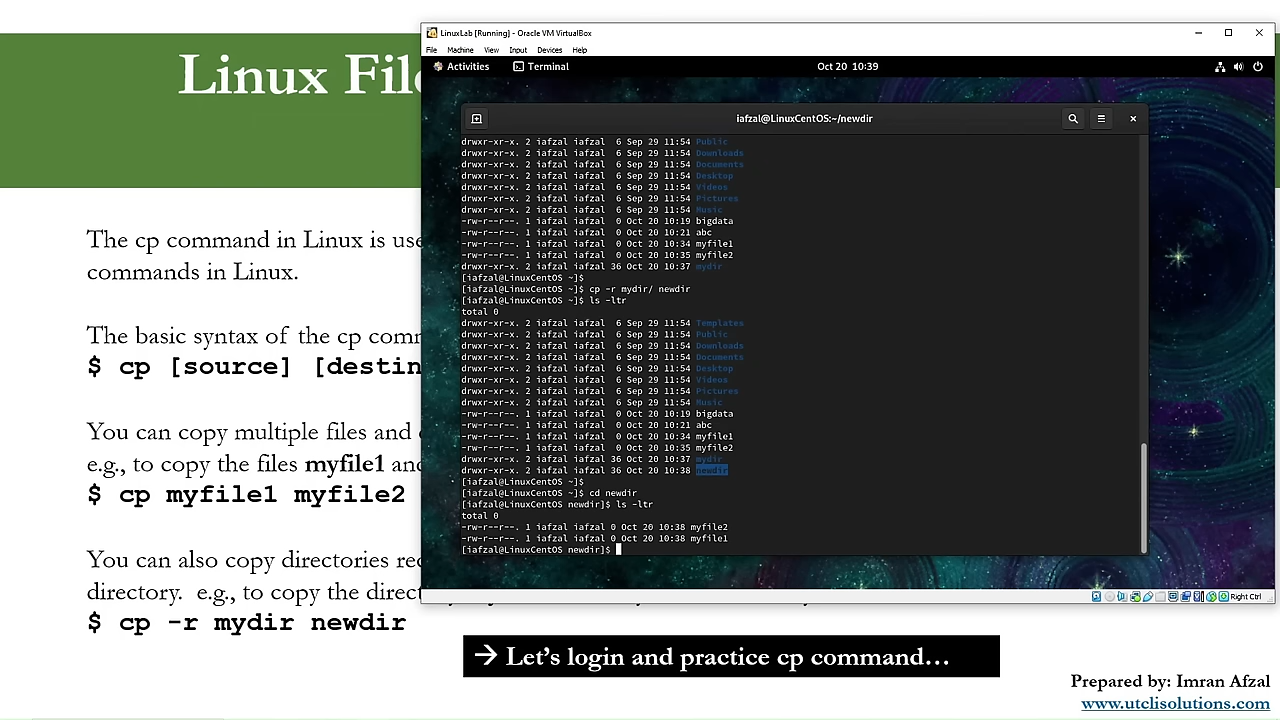 Linux File
The cp command in Linux is use
commands in Linux.
The basic syntax of the cp comm
$ cp [source] [destin
You can copy multiple files and
e.g., to copy the files myfile1 and
$ cp myfile1 myfile2
You can also copy directories rec
directory. e.g., to copy the direct
$ cp -r mydir newdir
→ Let's login and practice cp command...
Prepared by: Imran Afzal
www.utclisolutions.com
LinuxLab [Running] - Oracle VM VirtualBox
File Machine View Input Devices Help
Activities Terminal Oct 20 10:39
iafzal@LinuxCentOS:~/newdir
drwxr-xr-x. 2 iafzal iafzal 6 Sep 29 11:54 Public
drwxr-xr-x. 2 iafzal iafzal 6 Sep 29 11:54 Downloads
drwxr-xr-x. 2 iafzal iafzal 6 Sep 29 11:54 Documents
drwxr-xr-x. 2 iafzal iafzal 6 Sep 29 11:54 Desktop
drwxr-xr-x. 2 iafzal iafzal 6 Sep 29 11:54 Videos
drwxr-xr-x. 2 iafzal iafzal 6 Sep 29 11:54 Pictures
drwxr-xr-x. 2 iafzal iafzal 6 Sep 29 11:54 Music
-rw-r--r--. 1 iafzal iafzal 0 Oct 20 10:19 bigdata
-rw-r--r--. 1 iafzal iafzal 0 Oct 20 10:21 abc
-rw-r--r--. 1 iafzal iafzal 0 Oct 20 10:34 myfile1
-rw-r--r--. 1 iafzal iafzal 0 Oct 20 10:35 myfile2
drwxr-xr-x. 2 iafzal iafzal 36 Oct 20 10:37 mydir
[iafzal@LinuxCentOS ~]$
[iafzal@LinuxCentOS ~]$ cp -r mydir/ newdir
[iafzal@LinuxCentOS ~]$ ls -ltr
total 0
drwxr-xr-x. 2 iafzal iafzal 6 Sep 29 11:54 Templates
drwxr-xr-x. 2 iafzal iafzal 6 Sep 29 11:54 Public
drwxr-xr-x. 2 iafzal iafzal 6 Sep 29 11:54 Downloads
drwxr-xr-x. 2 iafzal iafzal 6 Sep 29 11:54 Documents
drwxr-xr-x. 2 iafzal iafzal 6 Sep 29 11:54 Desktop
drwxr-xr-x. 2 iafzal iafzal 6 Sep 29 11:54 Videos
drwxr-xr-x. 2 iafzal iafzal 6 Sep 29 11:54 Pictures
drwxr-xr-x. 2 iafzal iafzal 6 Sep 29 11:54 Music
-rw-r--r--. 1 iafzal iafzal 0 Oct 20 10:19 bigdata
-rw-r--r--. 1 iafzal iafzal 0 Oct 20 10:21 abc
-rw-r--r--. 1 iafzal iafzal 0 Oct 20 10:34 myfile1
-rw-r--r--. 1 iafzal iafzal 0 Oct 20 10:35 myfile2
drwxr-xr-x. 2 iafzal iafzal 36 Oct 20 10:37 mydir
drwxr-xr-x. 2 iafzal iafzal 36 Oct 20 10:38 newdir
[iafzal@LinuxCentOS ~]$
[iafzal@LinuxCentOS ~]$ cd newdir
[iafzal@LinuxCentOS newdir]$ ls -ltr
total 0
-rw-r--r--. 1 iafzal iafzal 0 Oct 20 10:38 myfile2
-rw-r--r--. 1 iafzal iafzal 0 Oct 20 10:38 myfile1
[iafzal@LinuxCentOS newdir]$
Right Ctrl